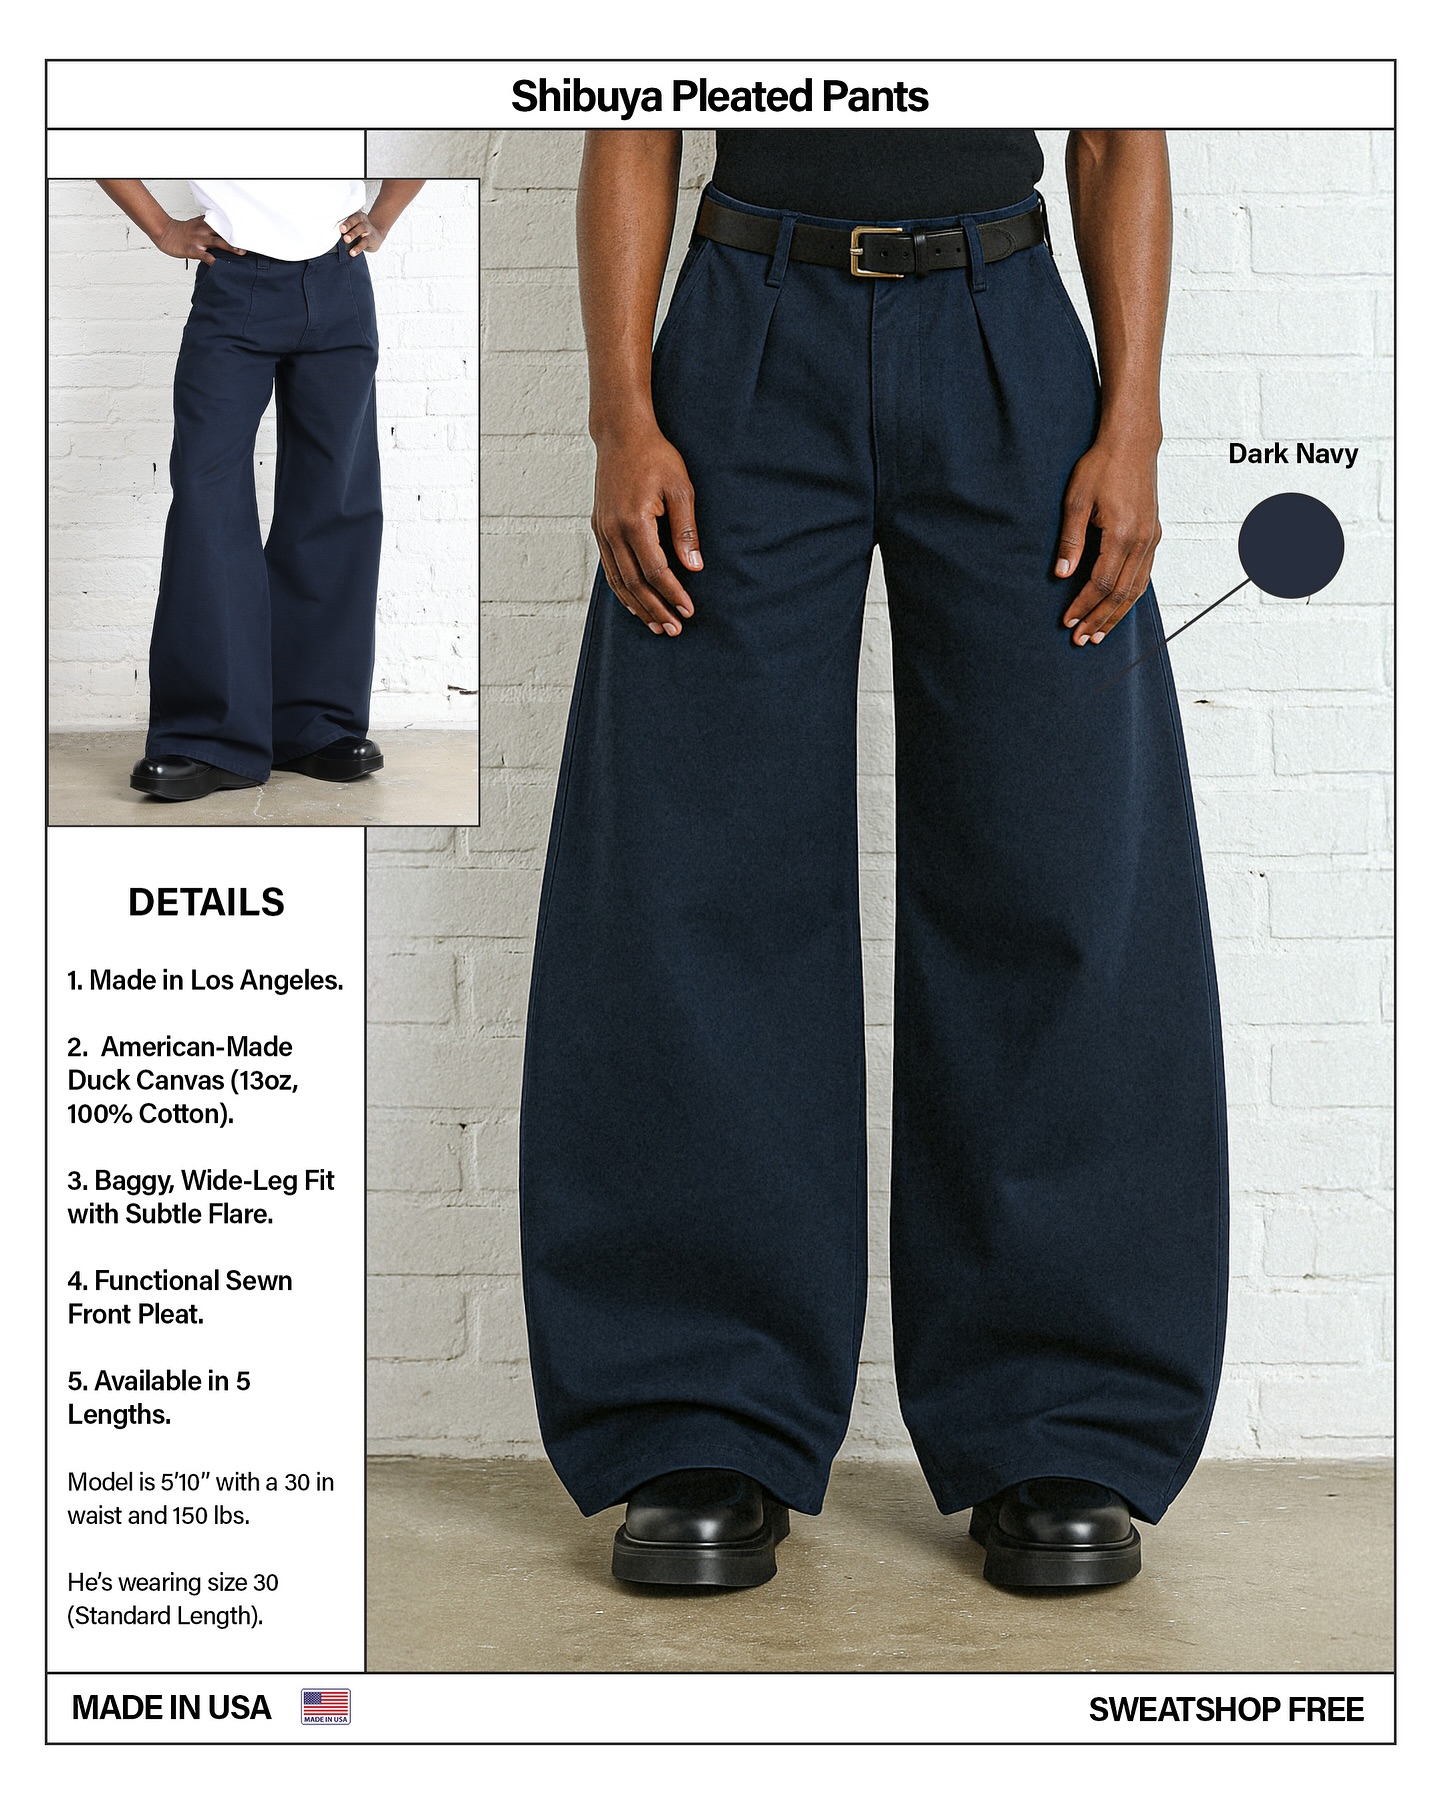 Shibuya Pleated Pants
Dark Navy
DETAILS
1. Made in Los Angeles.
2.  American-Made
Duck Canvas (13oz,
100% Cotton).
3. Baggy, Wide-Leg Fit
with Subtle Flare.
4. Functional Sewn
Front Pleat.
5. Available in 5
Lengths.
Model is 5’10” with a 30 in
waist and 150 lbs.
He’s wearing size 30
(Standard Length).
MADE IN USA
MADE IN USA
SWEATSHOP FREE